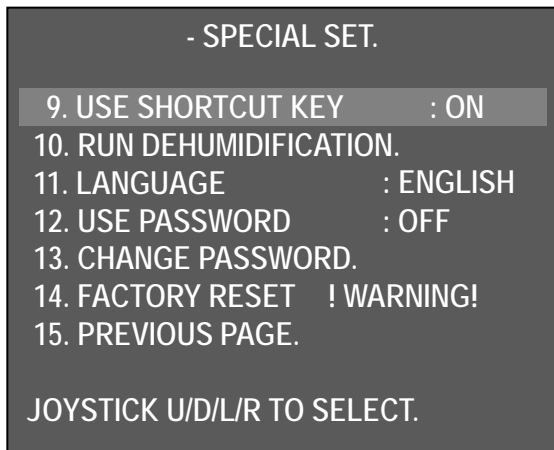 - SPECIAL SET.
9. USE SHORTCUT KEY : ON
10. RUN DEHUMIDIFICATION.
11. LANGUAGE : ENGLISH
12. USE PASSWORD : OFF
13. CHANGE PASSWORD.
14. FACTORY RESET ! WARNING!
15. PREVIOUS PAGE.
JOYSTICK U/D/L/R TO SELECT.